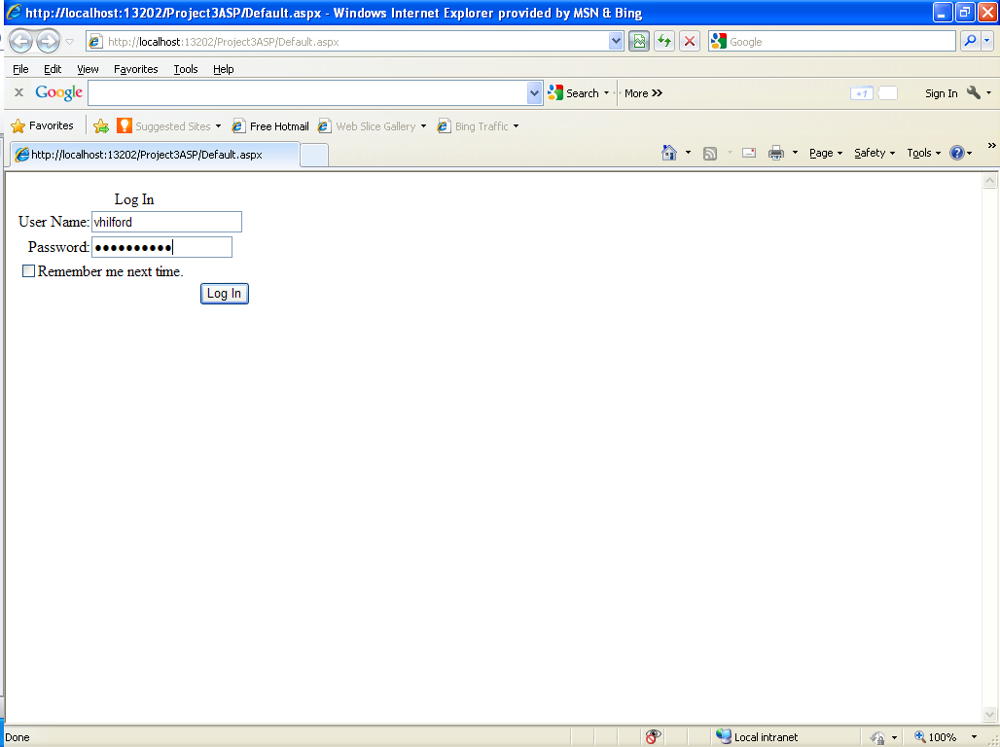 http://localhost:13202/Project3ASP/Default.aspx - Windows Internet Explorer provided by MSN & Bing
http://localhost:13202/Project3ASP/Default.aspx Google
File Edit View Favorites Tools Help
x Google Search More >> +1 Sign In
Favorites Suggested Sites Free Hotmail Web Slice Gallery Bing Traffic
http://localhost:13202/Project3ASP/Default.aspx Page Safety Tools ? >>
Log In
User Name: vhilford
Password: ●●●●●●●●●●
Remember me next time.
Log In
Done Local intranet 100%